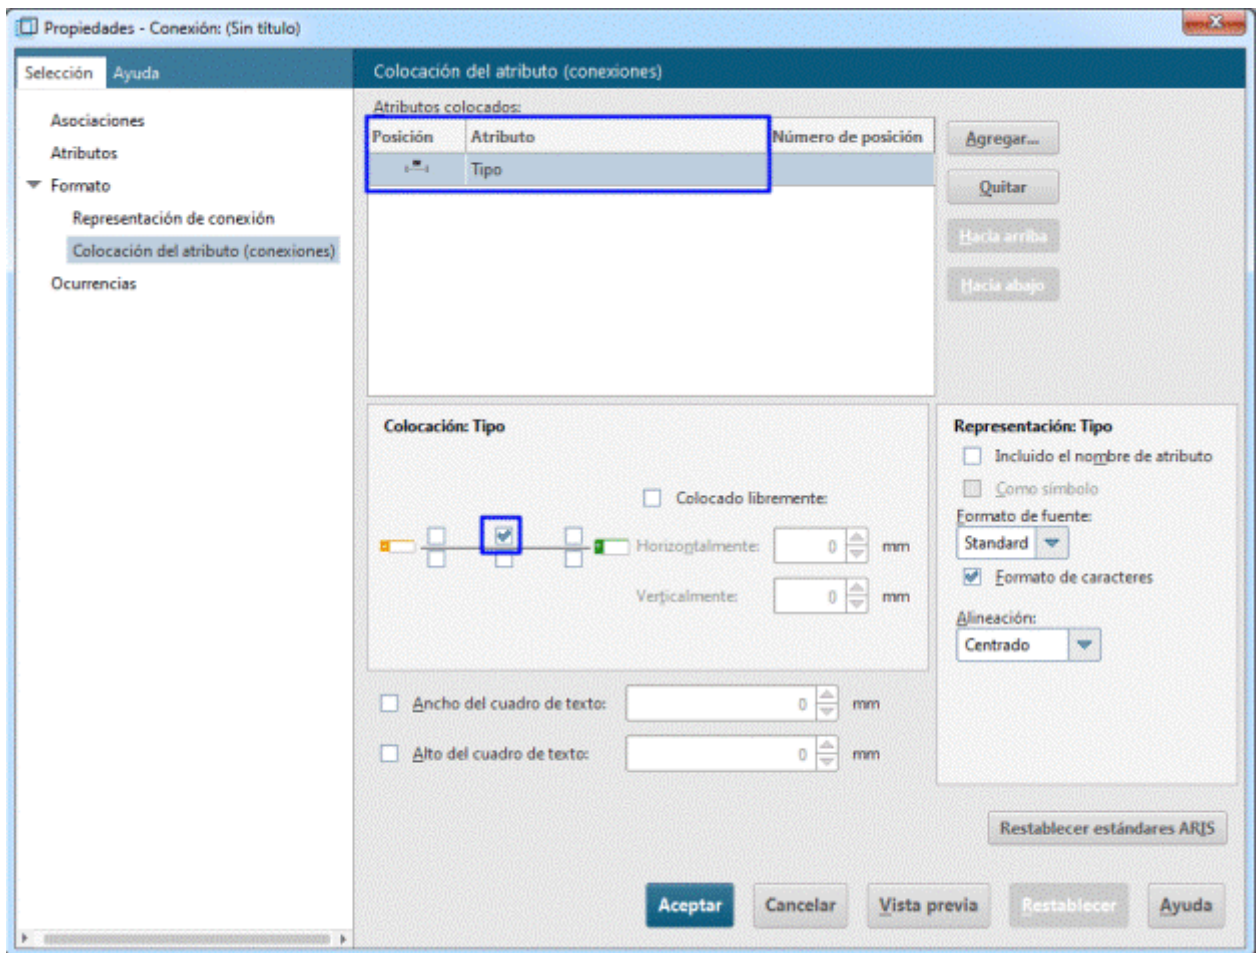 Propiedades - Conexión: (Sin título)
Selección Ayuda
Colocación del atributo (conexiones)
Asociaciones
Atributos
Formato
Representación de conexión
Colocación del atributo (conexiones)
Ocurrencias
Atributos colocados:
Posición Atributo Número de posición
Tipo
Agregar...
Quitar
Hacia arriba
Hacia abajo
Colocación: Tipo
Colocado libremente:
Horizontalmente: 0 mm
Verticalmente: 0 mm
Representación: Tipo
Incluido el nombre de atributo
Como símbolo
Formato de fuente:
Standard
Formato de caracteres
Alineación:
Centrado
Ancho del cuadro de texto: 0 mm
Alto del cuadro de texto: 0 mm
Restablecer estándares ARIS
Aceptar Cancelar Vista previa Restablecer Ayuda